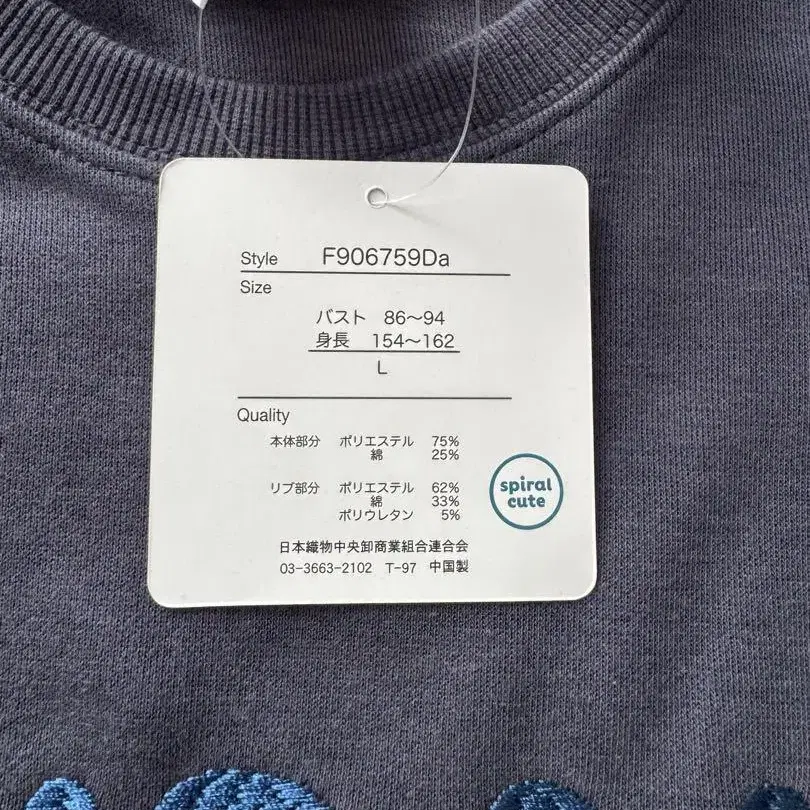 Style F906759Da
Size
バスト 86〜94
身長 154〜162
L
Quality
本体部分 ポリエステル 75%
綿 25%
リブ部分 ポリエステル 62%
綿 33%
ポリウレタン 5%
spiral
cute
日本織物中央卸商業組合連合会
03-3663-2102 T-97 中国製